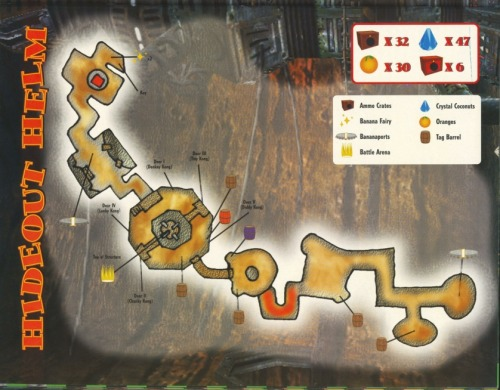 HIDEOUT HELM
X 32
X 47
X 30
X 6
Ammo Crates
Crystal Coconuts
Banana Fairy
Oranges
Bananaports
Tag Barrel
Battle Arena
Key
Door I
(Donkey Kong)
Door III
(Tiny Kong)
Door IV
(Lanky Kong)
Door V
(Diddy Kong)
Top of Structure
Door II
(Chunky Kong)